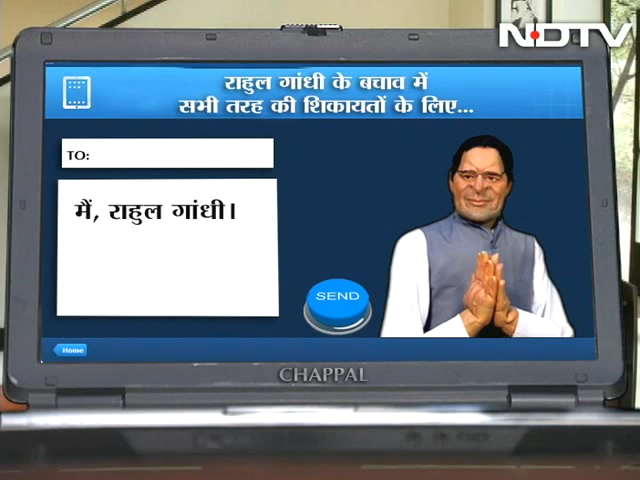 NDTV
राहुल गांधी के बचाव में
सभी तरह की शिकायतों के लिए...
TO:
मैं, राहुल गांधी।
SEND
Home
CHAPPAL